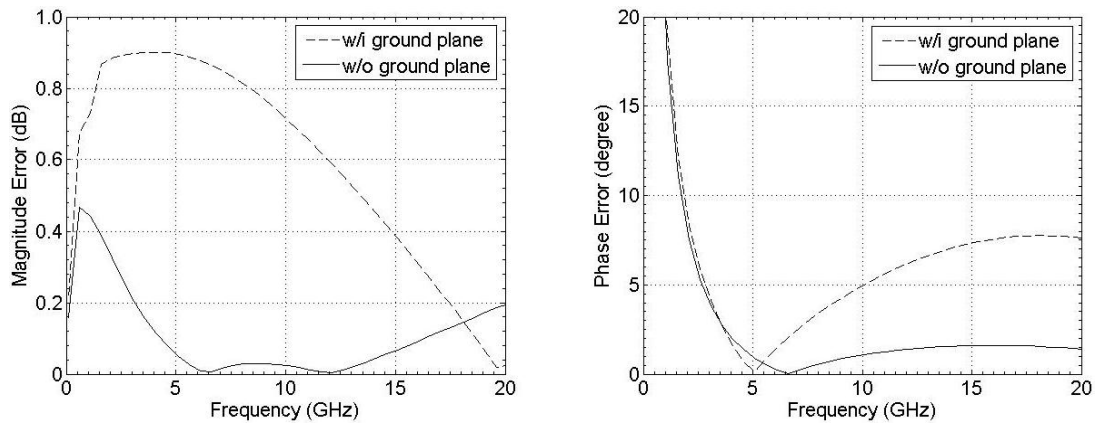 1.0
0.8
0.6
0.4
0.2
0
Magnitude Error (dB)
w/i ground plane
w/o ground plane
0 5 10 15 20
Frequency (GHz)
20
15
10
5
0
Phase Error (degree)
w/i ground plane
w/o ground plane
0 5 10 15 20
Frequency (GHz)